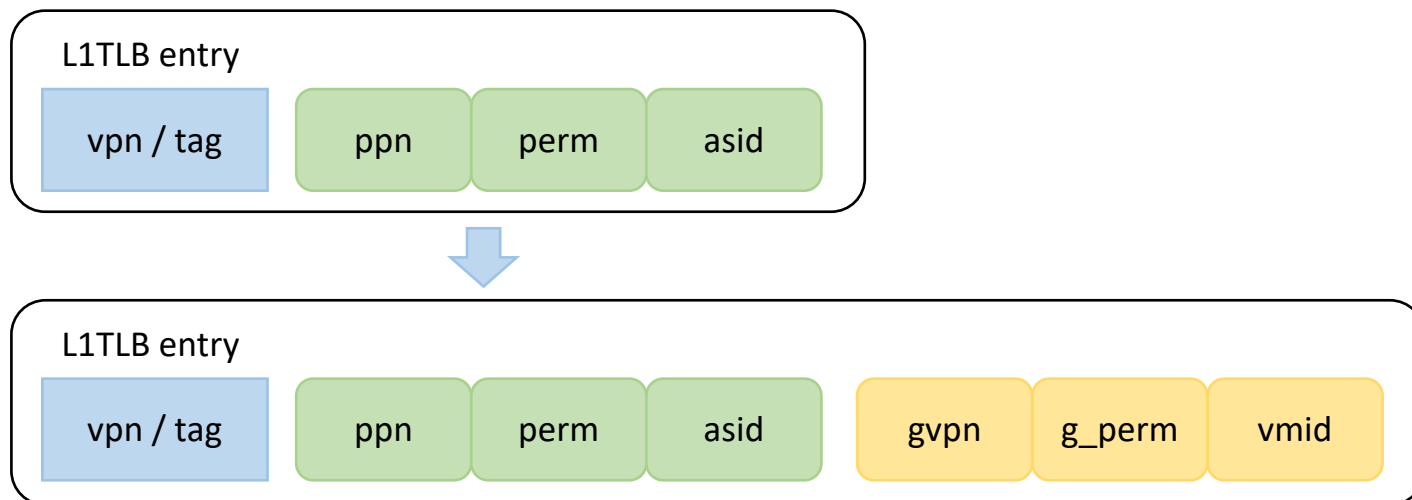 L1TLB entry
vpn / tag ppn perm asid
L1TLB entry
vpn / tag ppn perm asid gvpn g_perm vmid